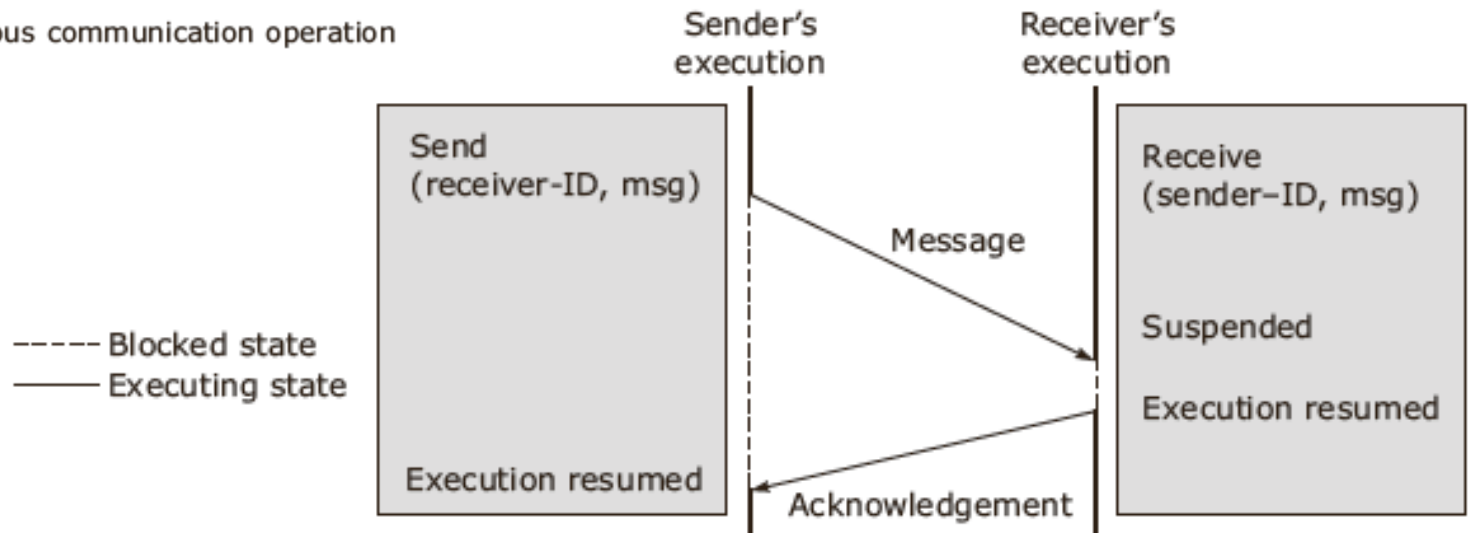 ous communication operation
Sender's
execution
Receiver's
execution
Send
(receiver-ID, msg)
Receive
(sender–ID, msg)
Message
Suspended
Blocked state
Executing state
Execution resumed
Execution resumed
Acknowledgement